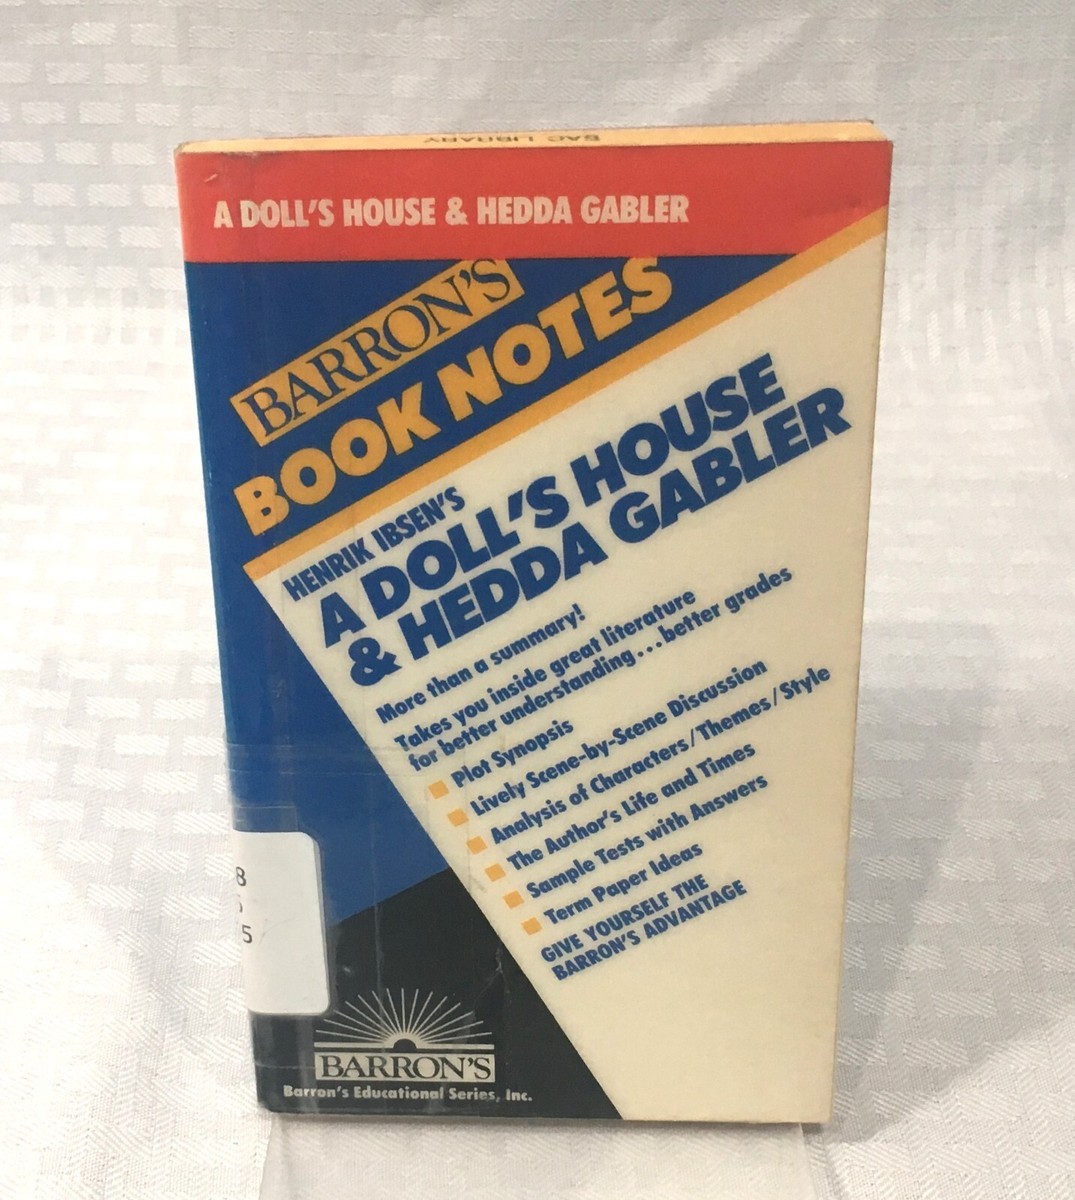 BAC LIBRARY
A DOLL'S HOUSE & HEDDA GABLER
BARRON'S
BOOK NOTES
HENRIK IBSEN'S
A DOLL'S HOUSE
& HEDDA GABLER
More than a summary!
Takes you inside great literature
for better understanding...better grades
Plot Synopsis
Lively Scene-by-Scene Discussion
Analysis of Characters/Themes/Style
The Author's Life and Times
Sample Tests with Answers
Term Paper Ideas
GIVE YOURSELF THE
BARRON'S ADVANTAGE
8
5
BARRON'S
Barron's Educational Series, Inc.